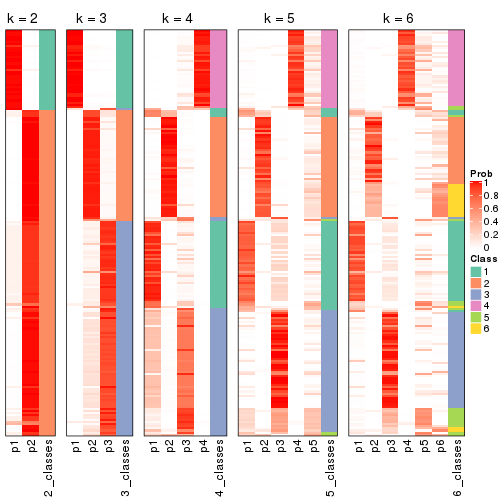 k = 2
k = 3
k = 4
k = 5
k = 6
p1
p2
2_classes
p1
p2
p3
3_classes
p1
p2
p3
p4
4_classes
p1
p2
p3
p4
p5
5_classes
p1
p2
p3
p4
p5
p6
6_classes
Prob
1
0.8
0.6
0.4
0.2
0
Class
1
2
3
4
5
6